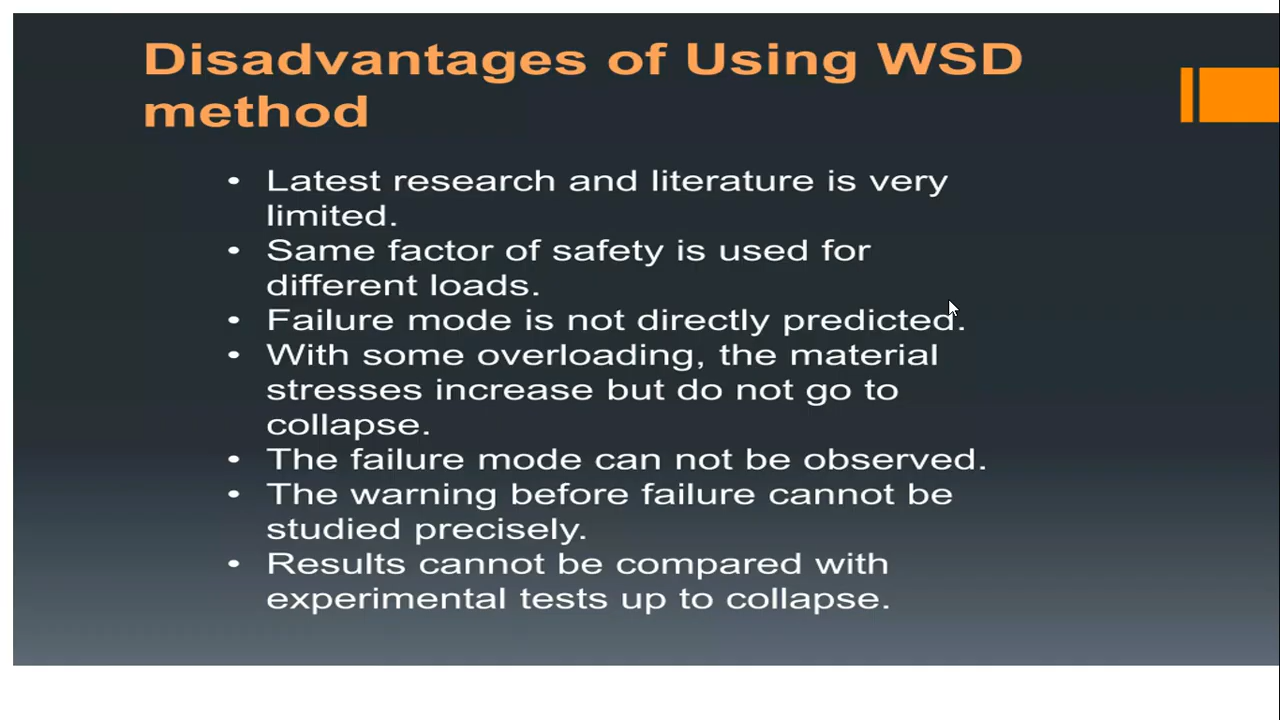 Disadvantages of Using WSD
method
• Latest research and literature is very
limited.
• Same factor of safety is used for
different loads.
• Failure mode is not directly predicted.
• With some overloading, the material
stresses increase but do not go to
collapse.
• The failure mode can not be observed.
• The warning before failure cannot be
studied precisely.
• Results cannot be compared with
experimental tests up to collapse.